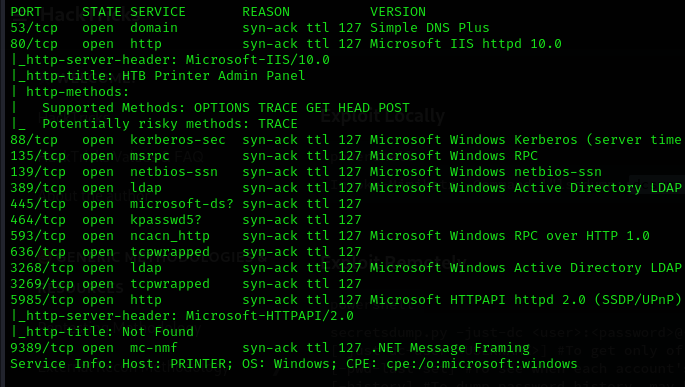 PORT STATE SERVICE REASON VERSION
53/tcp open domain syn-ack ttl 127 Simple DNS Plus
80/tcp open http syn-ack ttl 127 Microsoft IIS httpd 10.0
|_http-server-header: Microsoft-IIS/10.0
|_http-title: HTB Printer Admin Panel
| http-methods:
|   Supported Methods: OPTIONS TRACE GET HEAD POST
|_  Potentially risky methods: TRACE
88/tcp open kerberos-sec syn-ack ttl 127 Microsoft Windows Kerberos (server time
135/tcp open msrpc syn-ack ttl 127 Microsoft Windows RPC
139/tcp open netbios-ssn syn-ack ttl 127 Microsoft Windows netbios-ssn
389/tcp open ldap syn-ack ttl 127 Microsoft Windows Active Directory LDAP
445/tcp open microsoft-ds? syn-ack ttl 127
464/tcp open kpasswd5? syn-ack ttl 127
593/tcp open ncacn_http syn-ack ttl 127 Microsoft Windows RPC over HTTP 1.0
636/tcp open tcpwrapped syn-ack ttl 127
3268/tcp open ldap syn-ack ttl 127 Microsoft Windows Active Directory LDAP
3269/tcp open tcpwrapped syn-ack ttl 127
5985/tcp open http syn-ack ttl 127 Microsoft HTTPAPI httpd 2.0 (SSDP/UPnP)
|_http-server-header: Microsoft-HTTPAPI/2.0
|_http-title: Not Found
9389/tcp open mc-nmf syn-ack ttl 127 .NET Message Framing
Service Info: Host: PRINTER; OS: Windows; CPE: cpe:/o:microsoft:windows